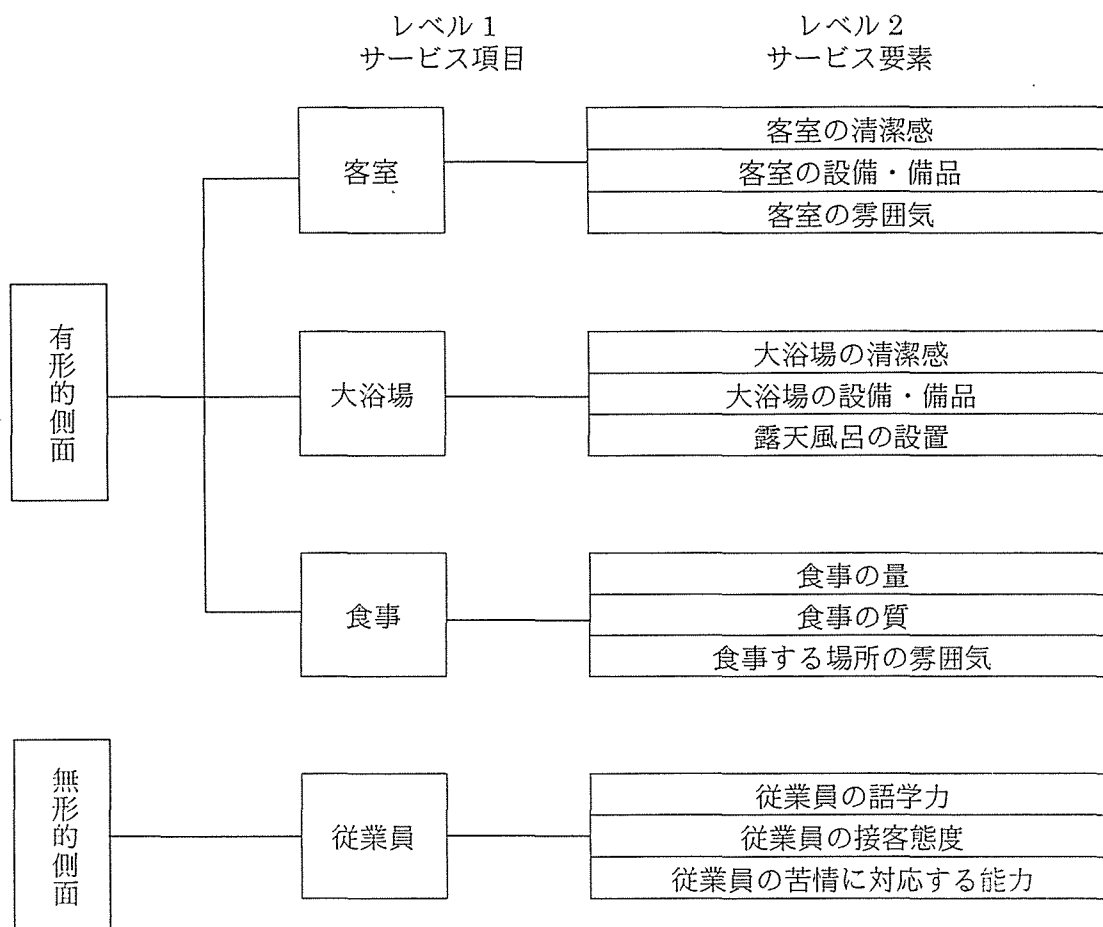 レベル1
サービス項目
レベル2
サービス要素
有形的側面
客室
客室の清潔感
客室の設備・備品
客室の雰囲気
大浴場
大浴場の清潔感
大浴場の設備・備品
露天風呂の設置
食事
食事の量
食事の質
食事する場所の雰囲気
無形的側面
従業員
従業員の語学力
従業員の接客態度
従業員の苦情に対応する能力